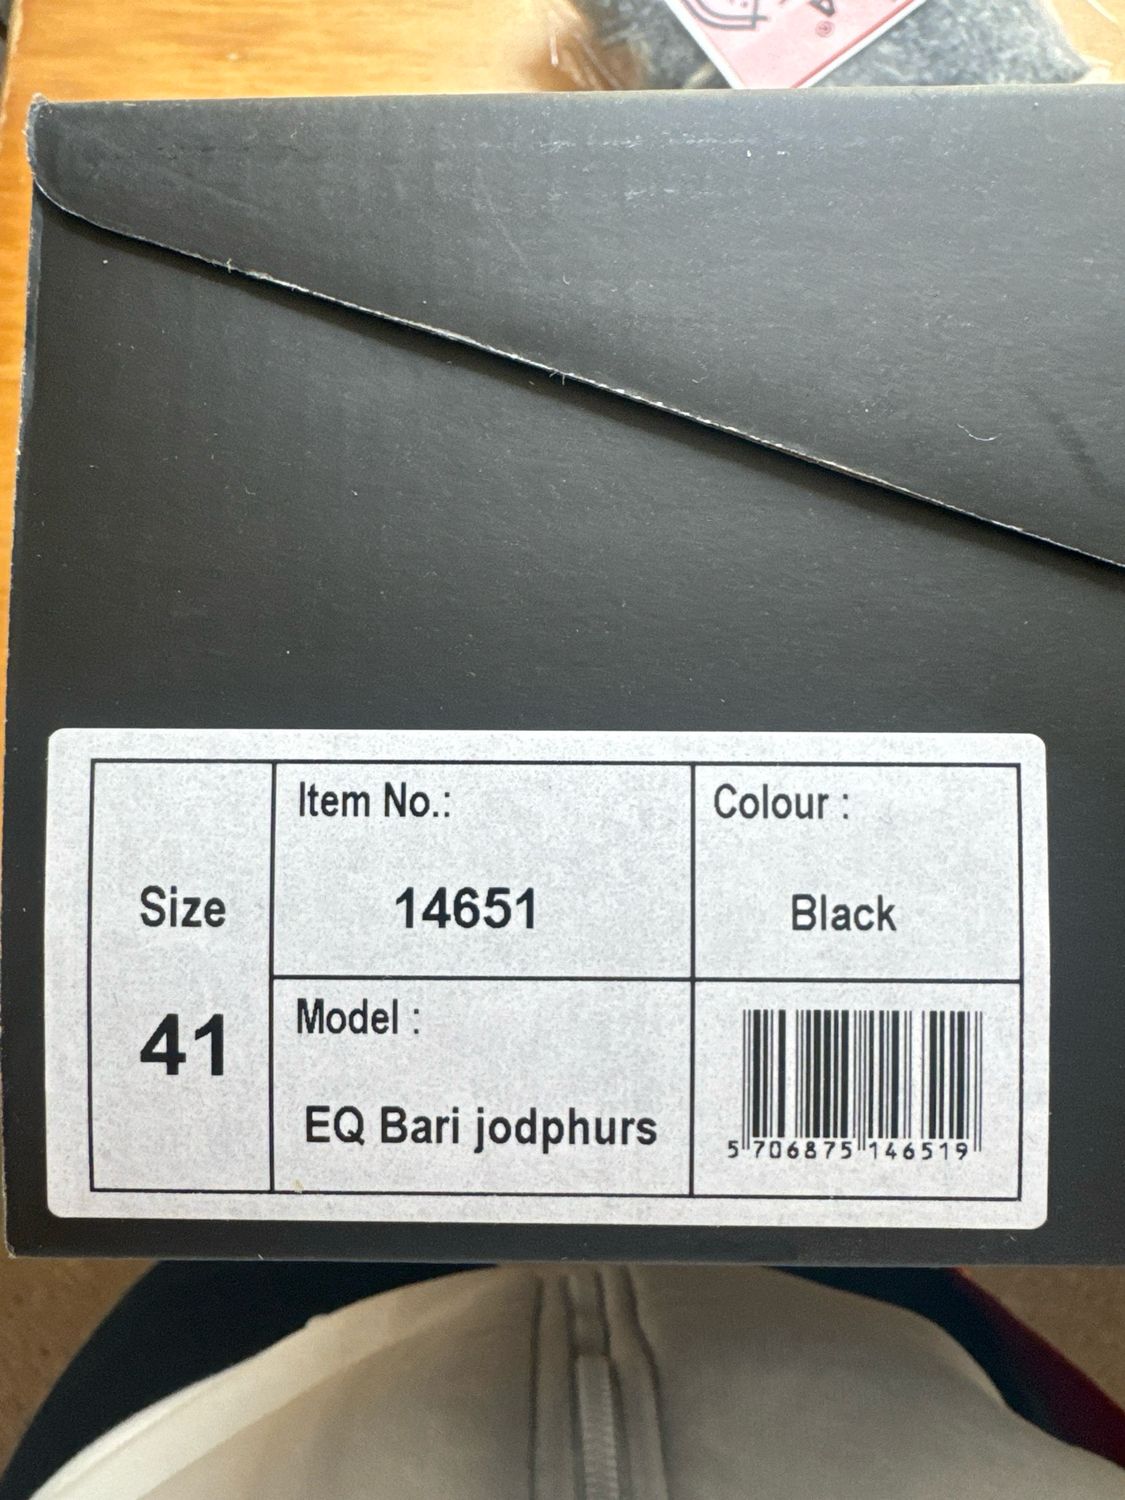 Size
41
Item No.:
14651
Colour :
Black
Model :
EQ Bari jodphurs
5 706875 146519